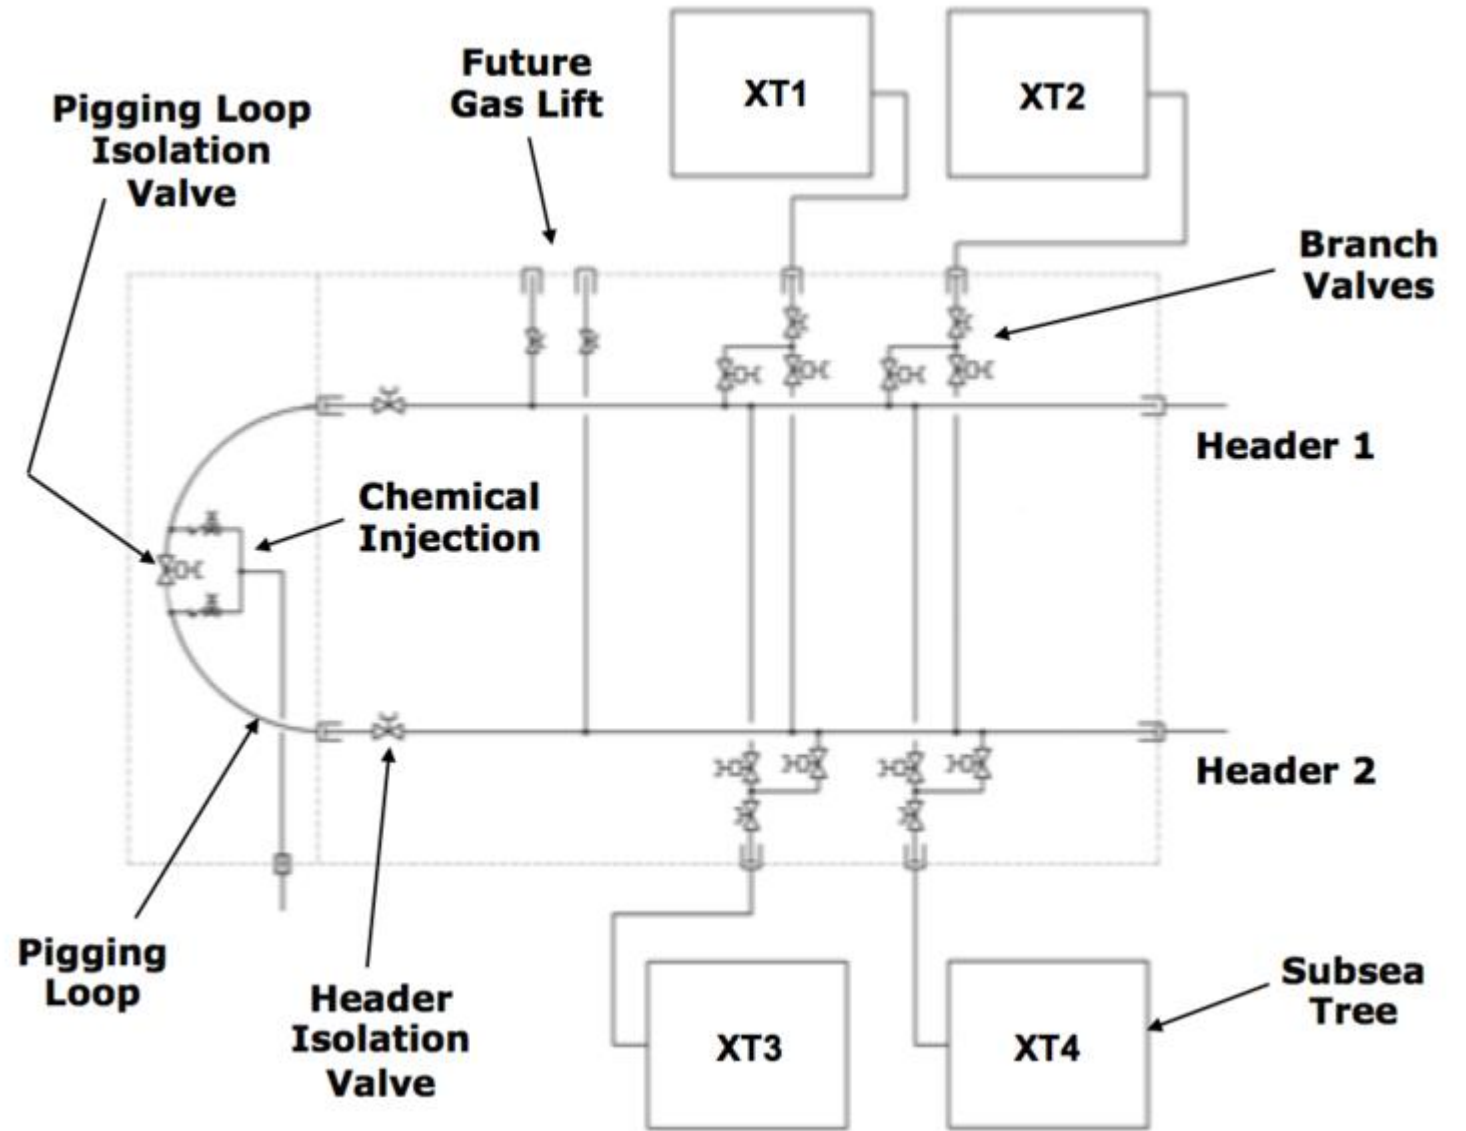 Future
Gas Lift
XT1
XT2
Pigging Loop
Isolation
Valve
Branch
Valves
Header 1
Chemical
Injection
Header 2
Pigging
Loop
Header
Isolation
Valve
XT3
XT4
Subsea
Tree